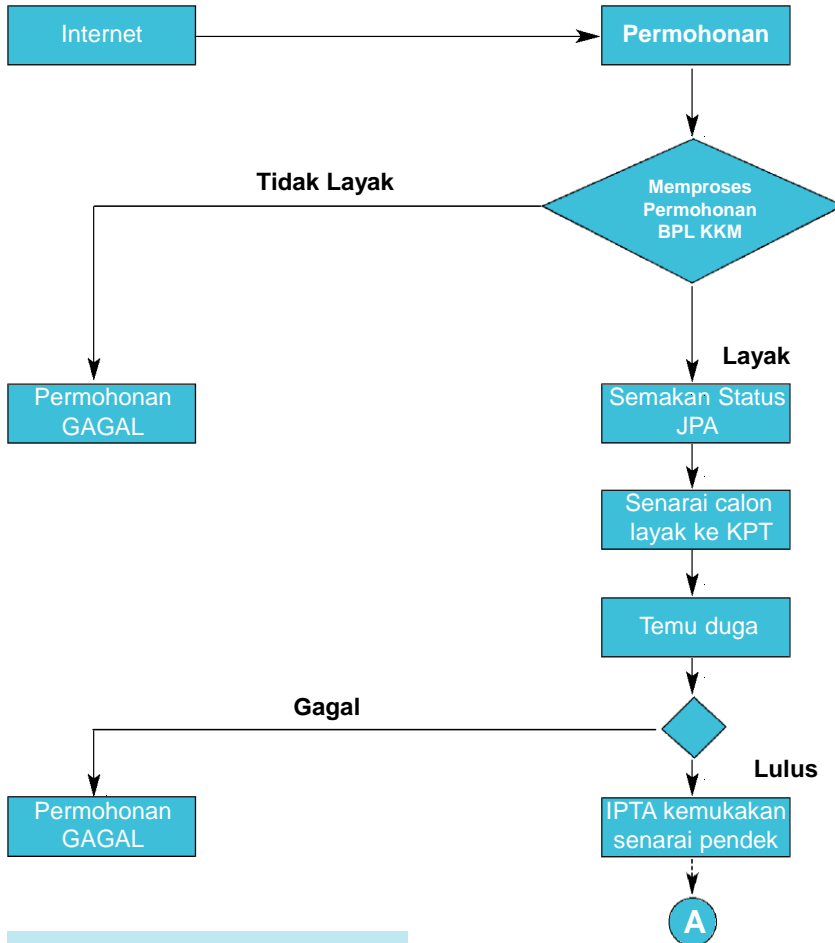 Internet
Permohonan
Tidak Layak
Memproses
Permohonan
BPL KKM
Layak
Permohonan
GAGAL
Semakan Status
JPA
Senarai calon
layak ke KPT
Temu duga
Gagal
Lulus
Permohonan
GAGAL
IPTA kemukakan
senarai pendek
A